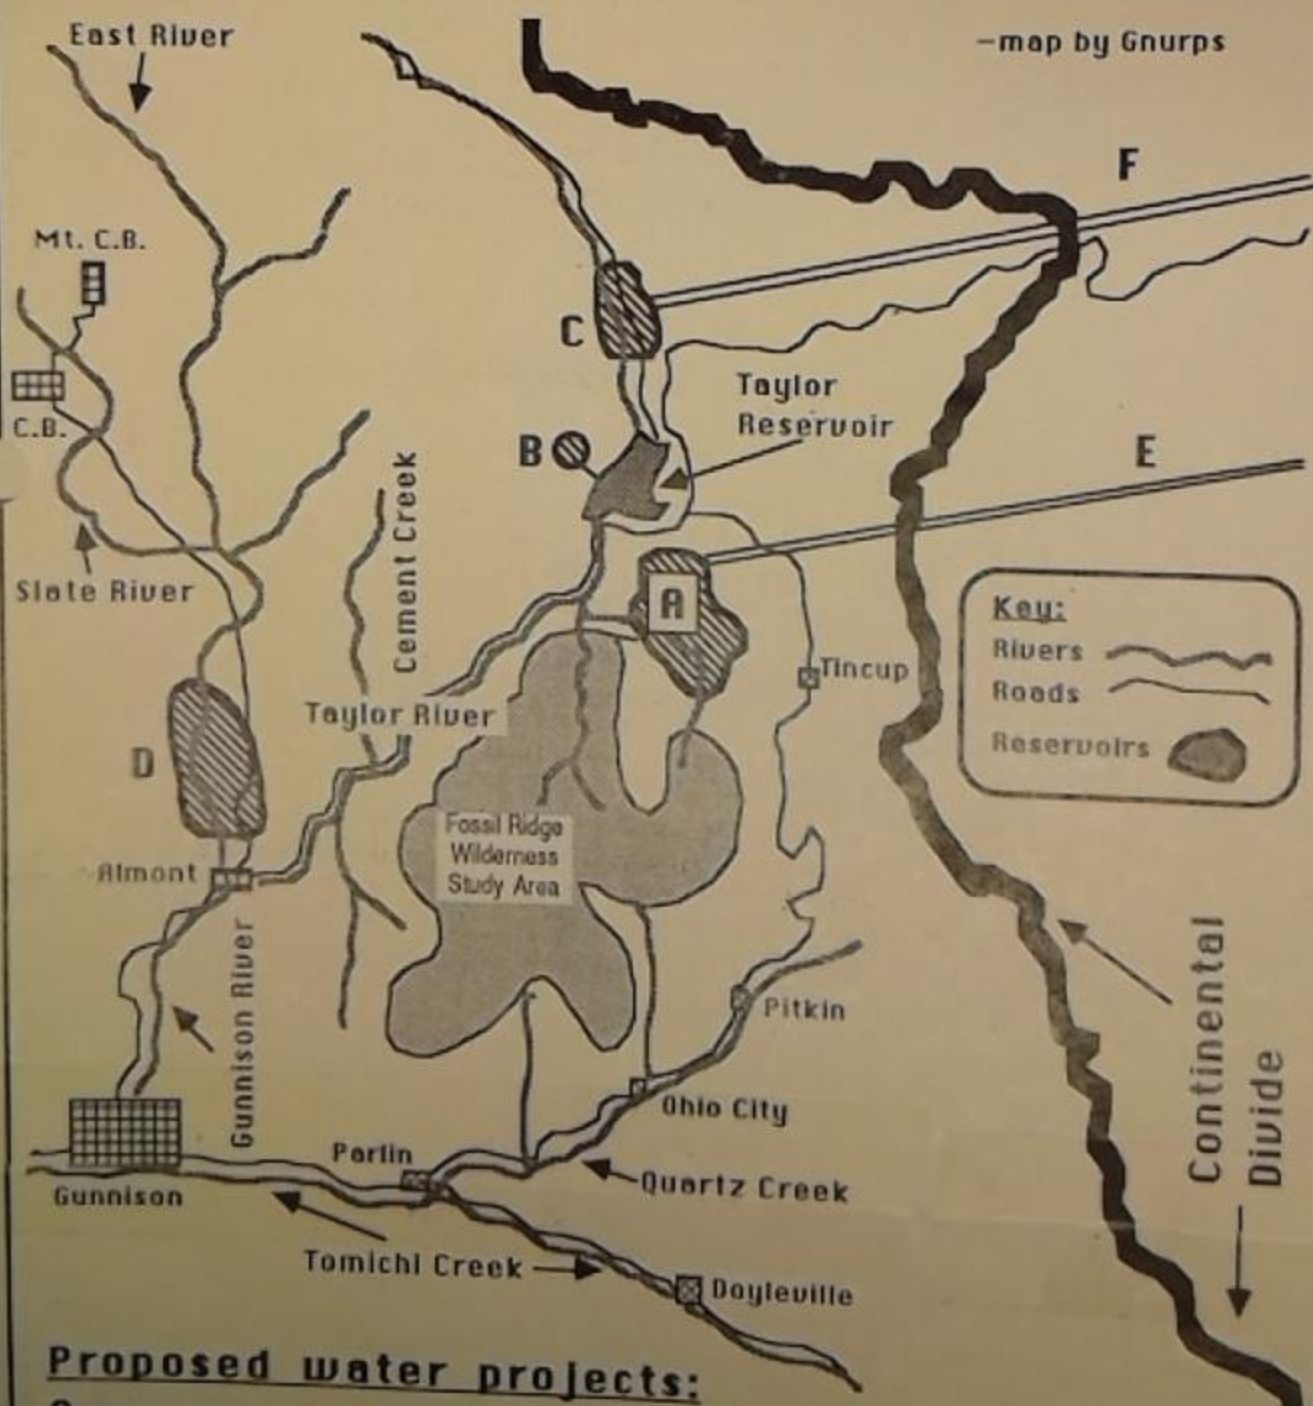 East River
-map by Gnurps
F
Mt. C.B.
C
Taylor
Reservoir
C.B.
B
E
Cement Creek
Slate River
A
Key:
Rivers
Roads
Reservoirs
Tincup
Taylor River
D
Fossil Ridge
Wilderness
Study Area
Almont
Gunnison River
Continental
Divide
Pitkin
Ohio City
Parlin
Quartz Creek
Gunnison
Tomichi Creek
Doyleville
Proposed water projects: